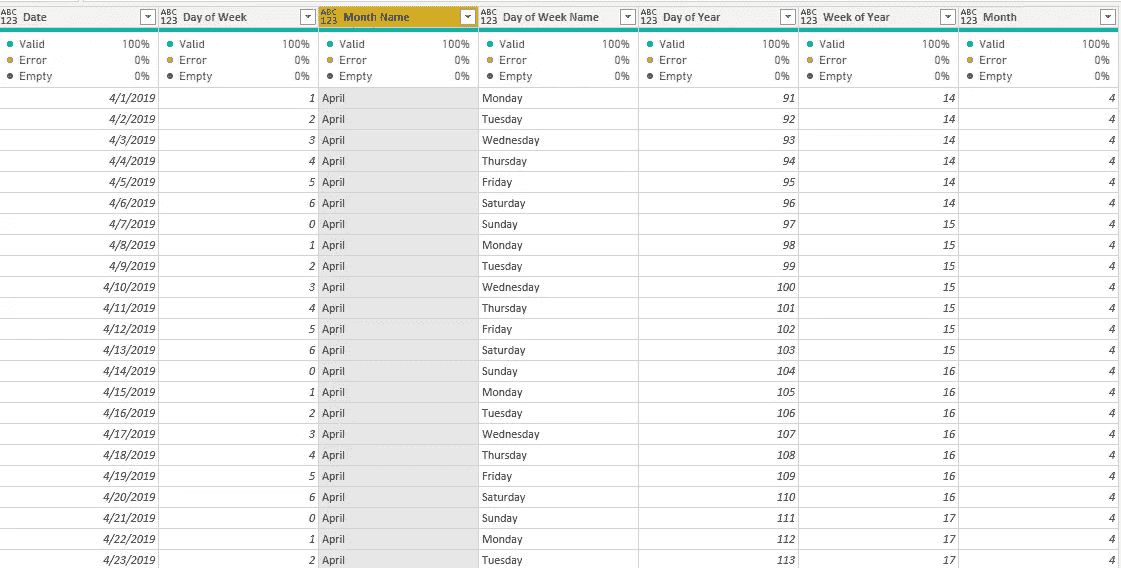 ABC 123 Date ABC 123 Day of Week ABC 123 Month Name ABC 123 Day of Week Name ABC 123 Day of Year ABC 123 Week of Year ABC 123 Month
Valid 100% Valid 100% Valid 100% Valid 100% Valid 100% Valid 100% Valid 100%
Error 0% Error 0% Error 0% Error 0% Error 0% Error 0% Error 0%
Empty 0% Empty 0% Empty 0% Empty 0% Empty 0% Empty 0% Empty 0%
4/1/2019 1 April Monday 91 14 4
4/2/2019 2 April Tuesday 92 14 4
4/3/2019 3 April Wednesday 93 14 4
4/4/2019 4 April Thursday 94 14 4
4/5/2019 5 April Friday 95 14 4
4/6/2019 6 April Saturday 96 14 4
4/7/2019 0 April Sunday 97 15 4
4/8/2019 1 April Monday 98 15 4
4/9/2019 2 April Tuesday 99 15 4
4/10/2019 3 April Wednesday 100 15 4
4/11/2019 4 April Thursday 101 15 4
4/12/2019 5 April Friday 102 15 4
4/13/2019 6 April Saturday 103 15 4
4/14/2019 0 April Sunday 104 16 4
4/15/2019 1 April Monday 105 16 4
4/16/2019 2 April Tuesday 106 16 4
4/17/2019 3 April Wednesday 107 16 4
4/18/2019 4 April Thursday 108 16 4
4/19/2019 5 April Friday 109 16 4
4/20/2019 6 April Saturday 110 16 4
4/21/2019 0 April Sunday 111 17 4
4/22/2019 1 April Monday 112 17 4
4/23/2019 2 April Tuesday 113 17 4